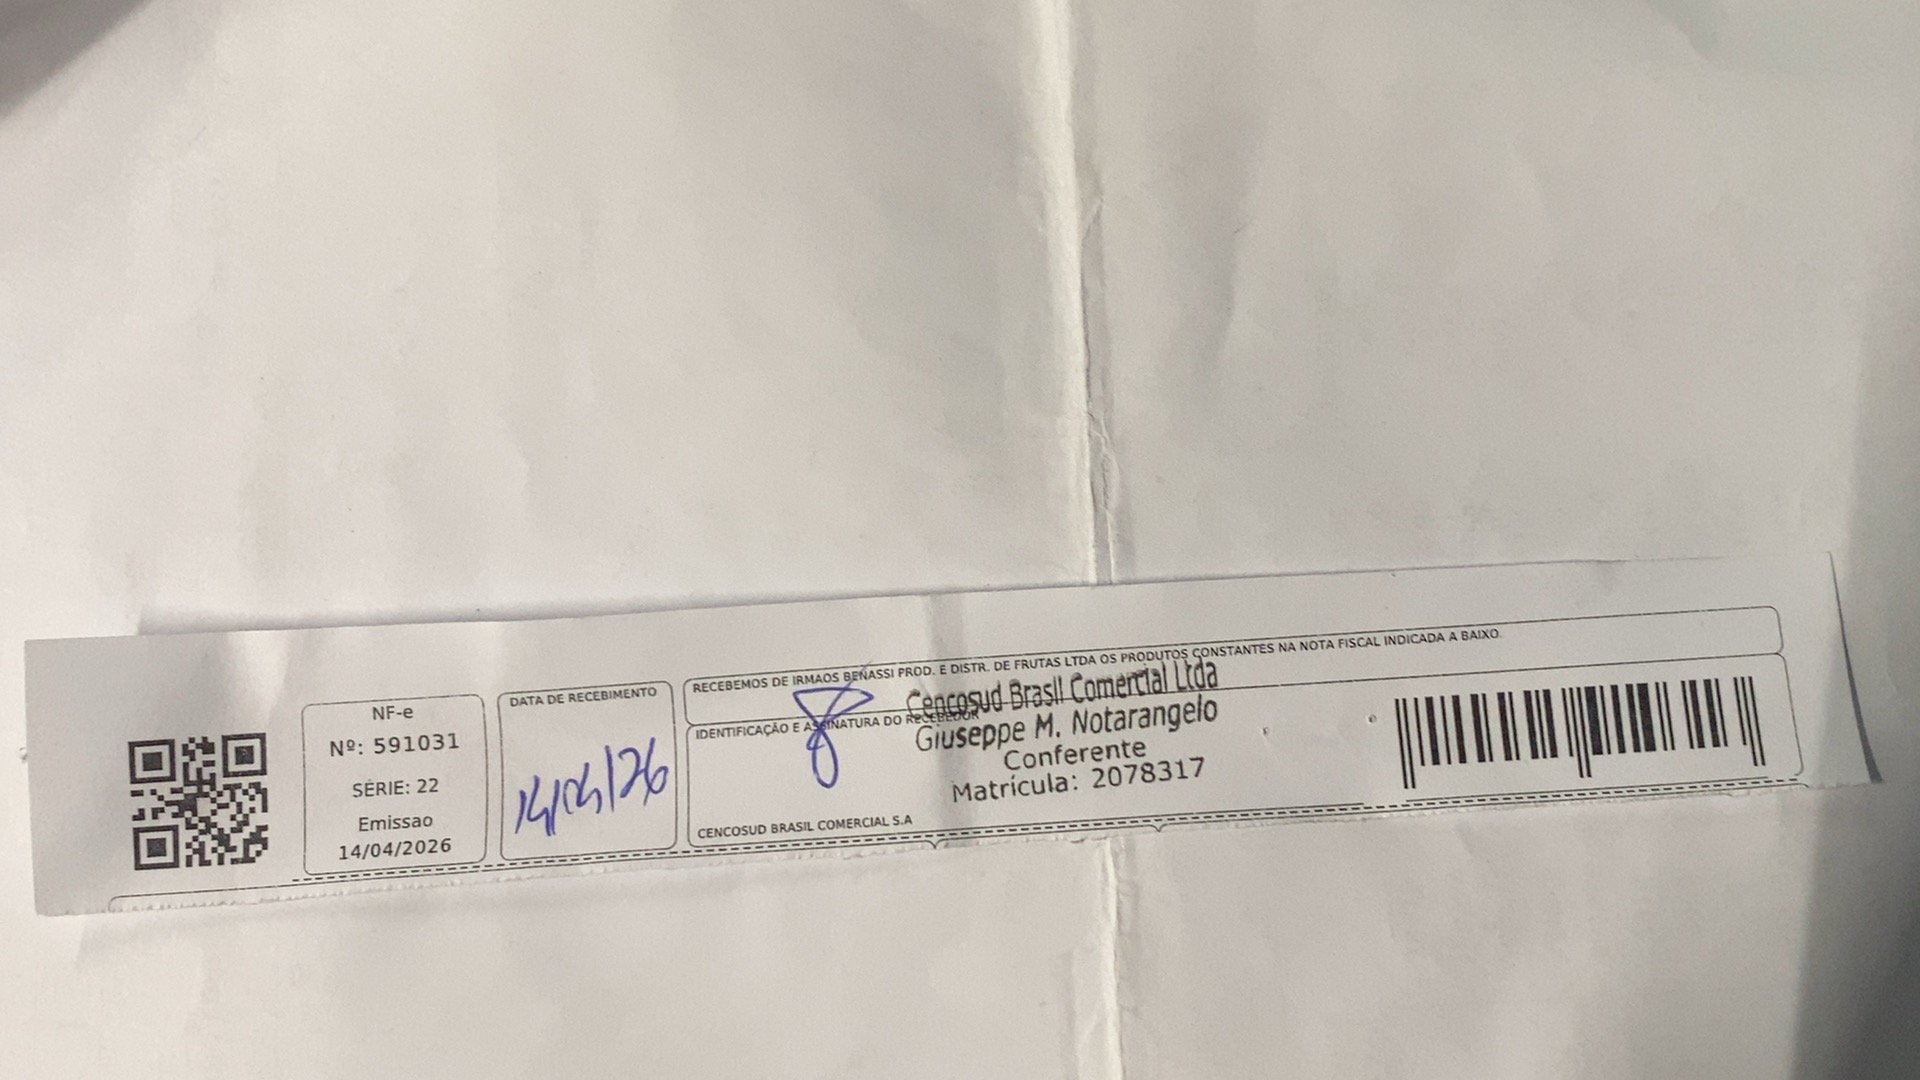 NF-e
Nº: 591031
SÉRIE: 22
Emissao
14/04/2026
DATA DE RECEBIMENTO
14/04/26
RECEBEMOS DE IRMAOS BENASSI PROD. E DISTR. DE FRUTAS LTDA OS PRODUTOS CONSTANTES NA NOTA FISCAL INDICADA A BAIXO
IDENTIFICAÇÃO E ASSINATURA DO RECEBEDOR
Cencosud Brasil Comercial Ltda
Giuseppe M. Notarangelo
Conferente
Matrícula: 2078317
CENCOSUD BRASIL COMERCIAL S.A